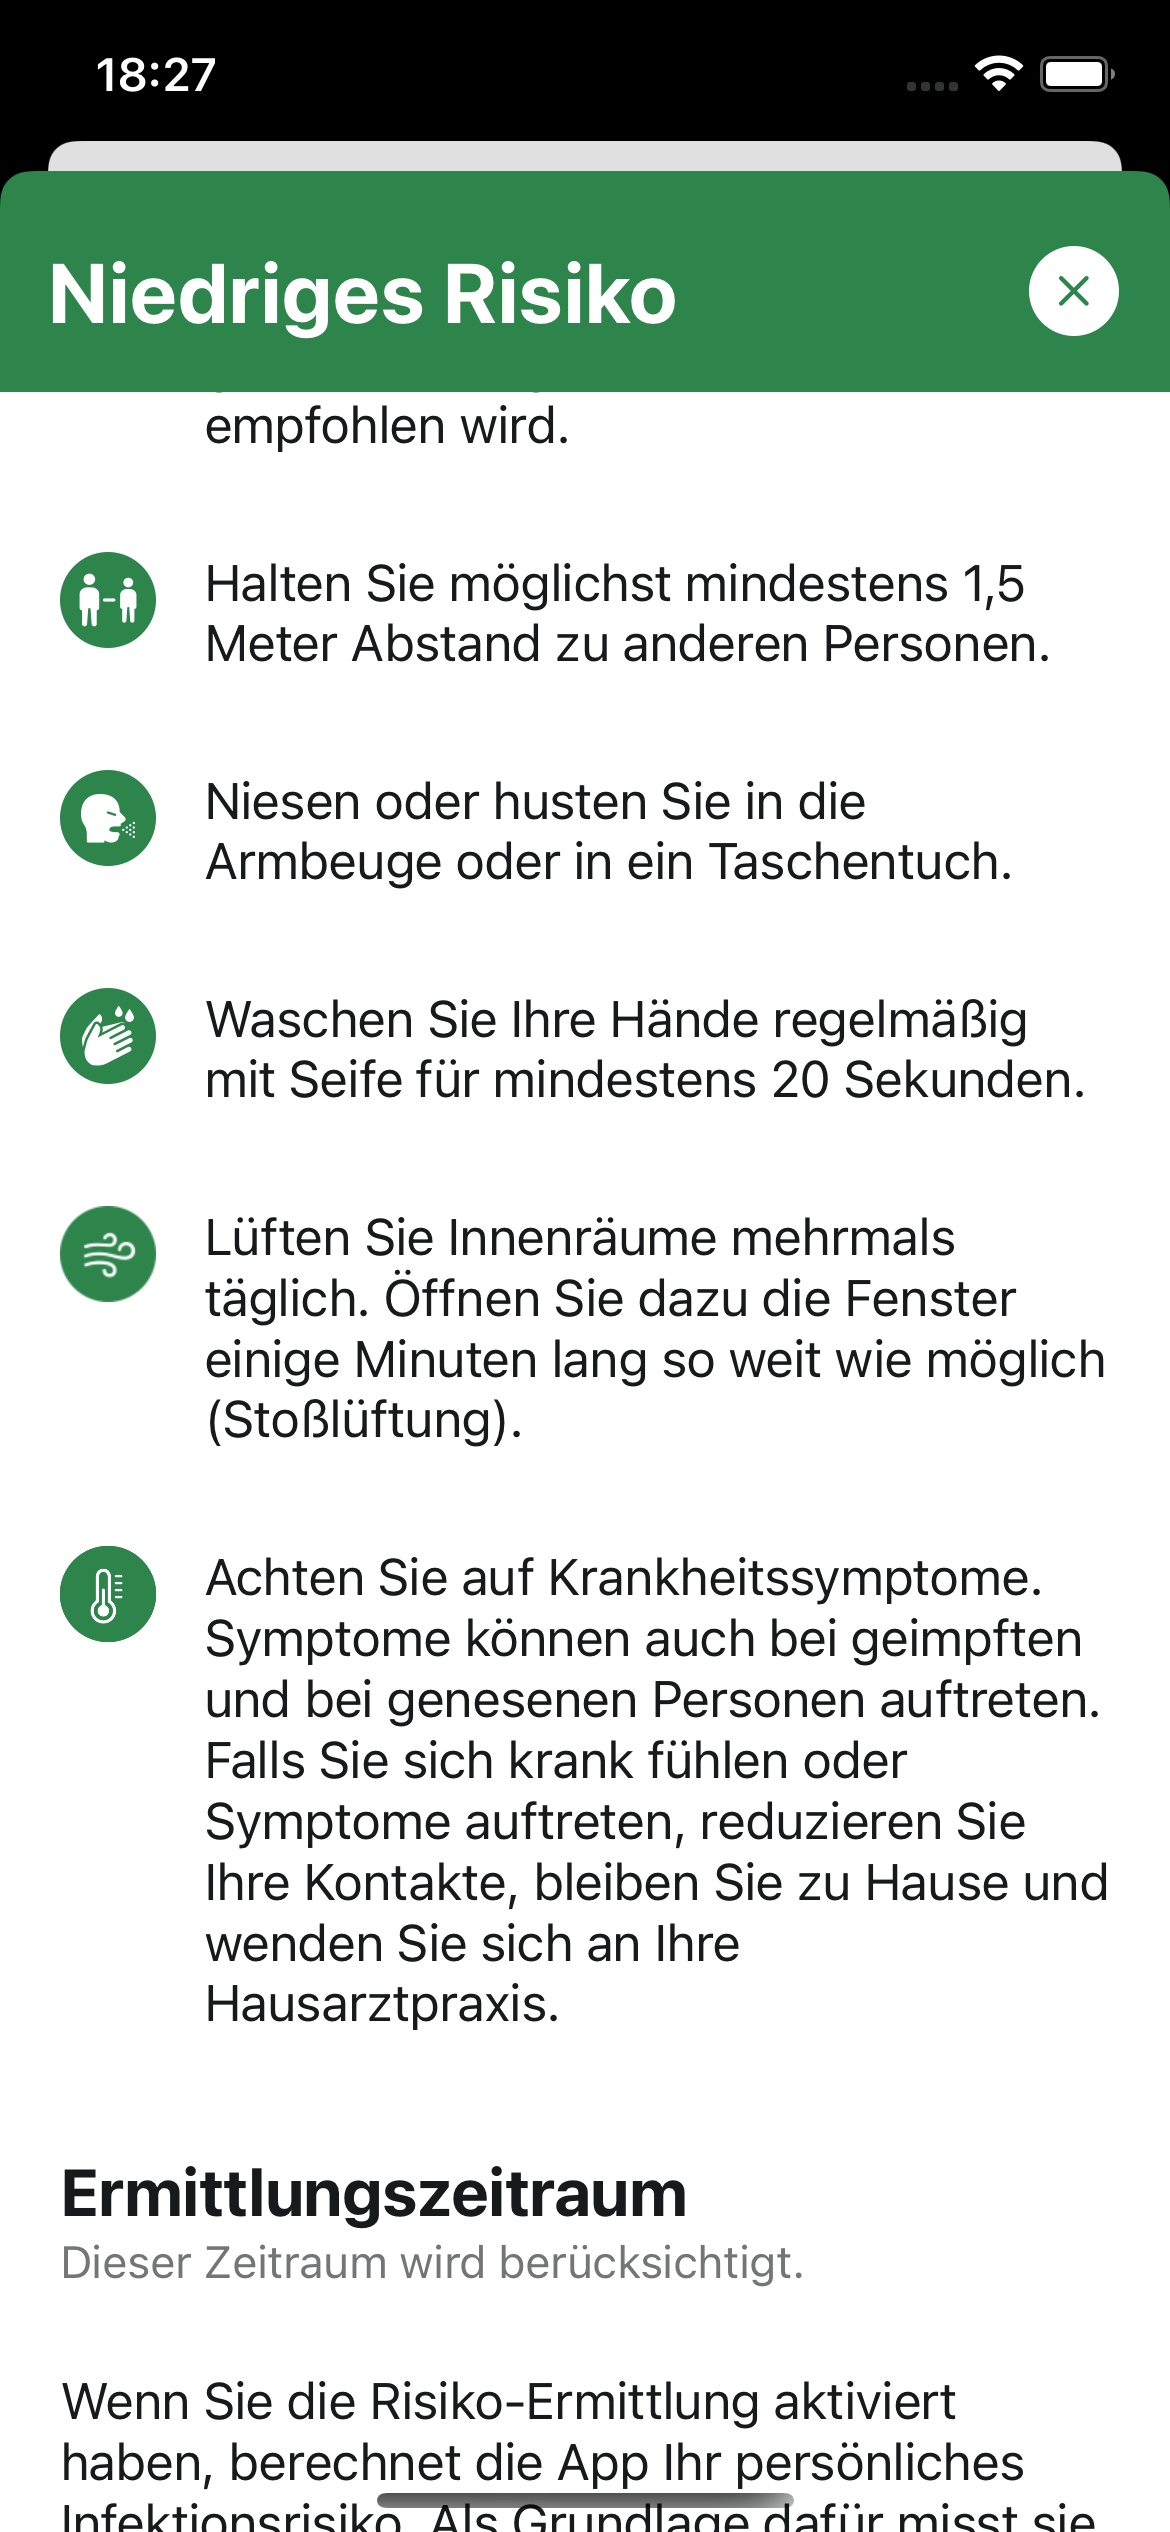 18:27
Niedriges Risiko
empfohlen wird.
Halten Sie möglichst mindestens 1,5
Meter Abstand zu anderen Personen.
Niesen oder husten Sie in die
Armbeuge oder in ein Taschentuch.
Waschen Sie Ihre Hände regelmäßig
mit Seife für mindestens 20 Sekunden.
Lüften Sie Innenräume mehrmals
täglich. Öffnen Sie dazu die Fenster
einige Minuten lang so weit wie möglich
(Stoßlüftung).
Achten Sie auf Krankheitssymptome.
Symptome können auch bei geimpften
und bei genesenen Personen auftreten.
Falls Sie sich krank fühlen oder
Symptome auftreten, reduzieren Sie
Ihre Kontakte, bleiben Sie zu Hause und
wenden Sie sich an Ihre
Hausarztpraxis.
Ermittlungszeitraum
Dieser Zeitraum wird berücksichtigt.
Wenn Sie die Risiko-Ermittlung aktiviert
haben, berechnet die App Ihr persönliches
Infektionsrisiko. Als Grundlage dafür misst sie